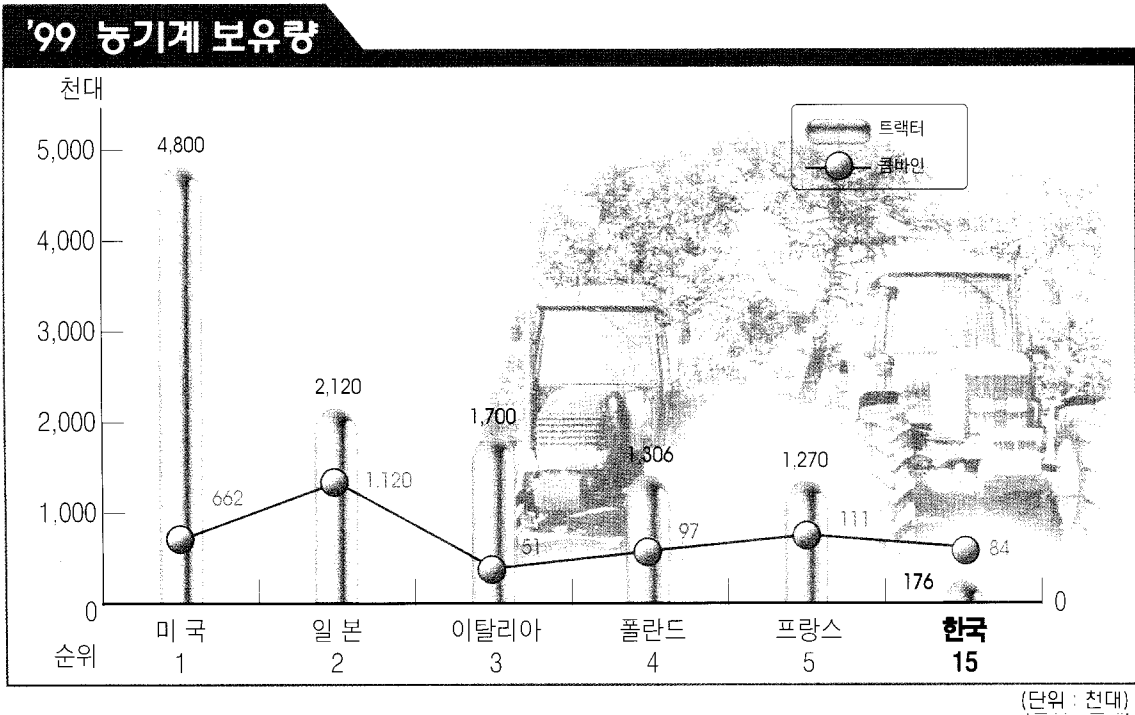 '99 농기계 보유량
천대
트랙터
콤바인
5,000
4,000
3,000
2,000
1,000
0
0
4,800
2,120
1,700
1,306
1,270
176
662
1.120
51
97
111
84
미 국
일 본
이탈리아
폴란드
프랑스
한국
순위
1
2
3
4
5
15
(단위 : 천대)